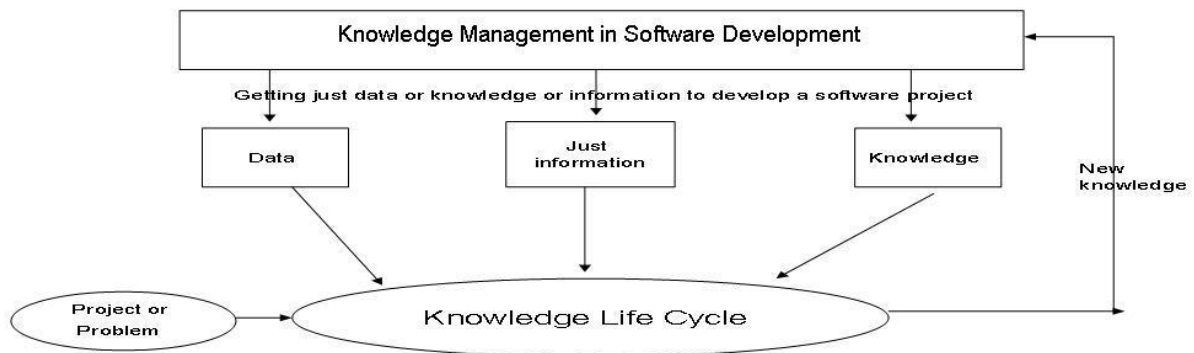 Knowledge Management in Software Development
Getting just data or knowledge or information to develop a software project
Data
Just
information
Knowledge
New
knowledge
Project or
Problem
Knowledge Life Cycle